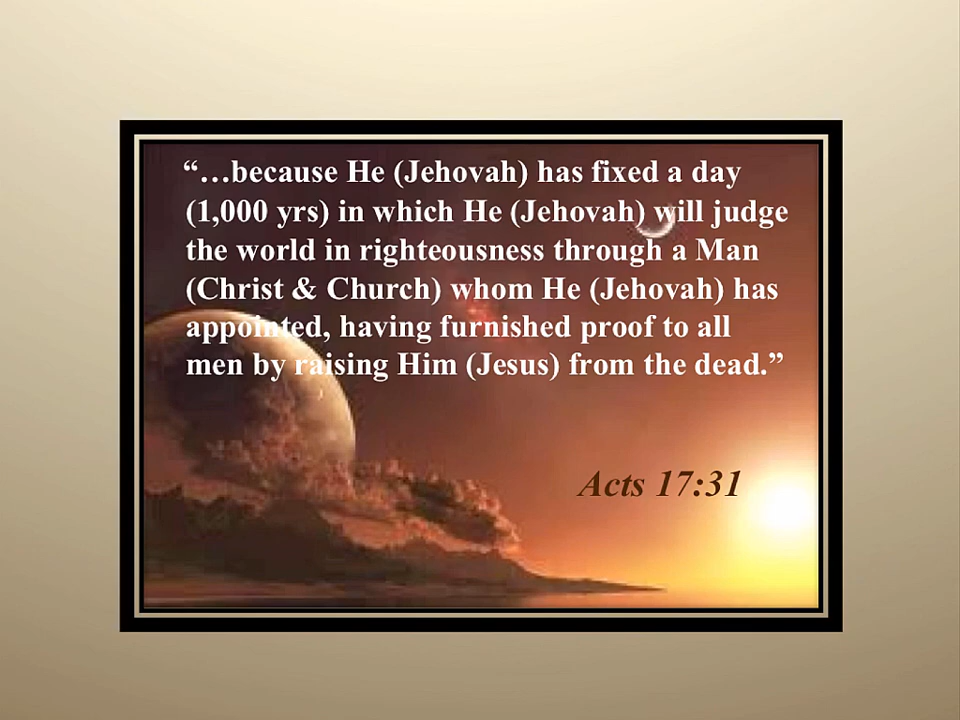 “…because He (Jehovah) has fixed a day
(1,000 yrs) in which He (Jehovah) will judge
the world in righteousness through a Man
(Christ & Church) whom He (Jehovah) has
appointed, having furnished proof to all
men by raising Him (Jesus) from the dead.”
Acts 17:31